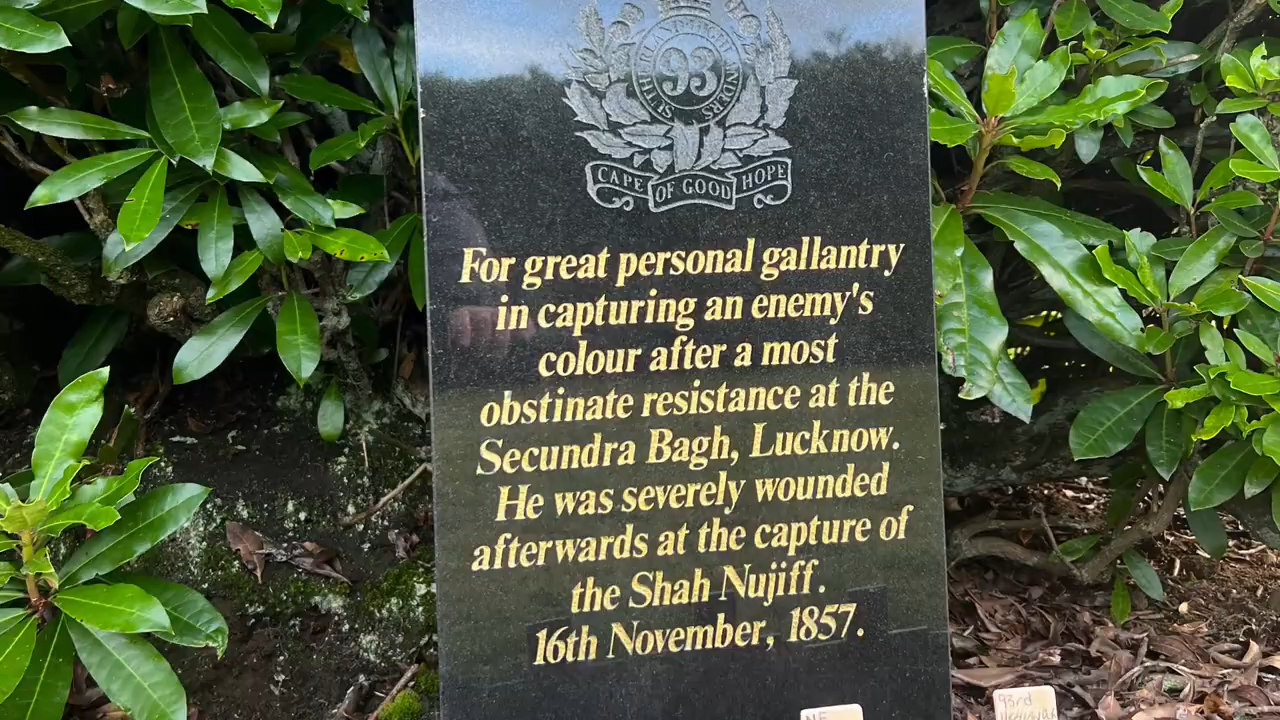 93
SUTHERLAND HIGHLANDERS
CAPE OF GOOD HOPE
For great personal gallantry
in capturing an enemy's
colour after a most
obstinate resistance at the
Secundra Bagh, Lucknow.
He was severely wounded
afterwards at the capture of
the Shah Nujiff.
16th November, 1857.
NE
93rd